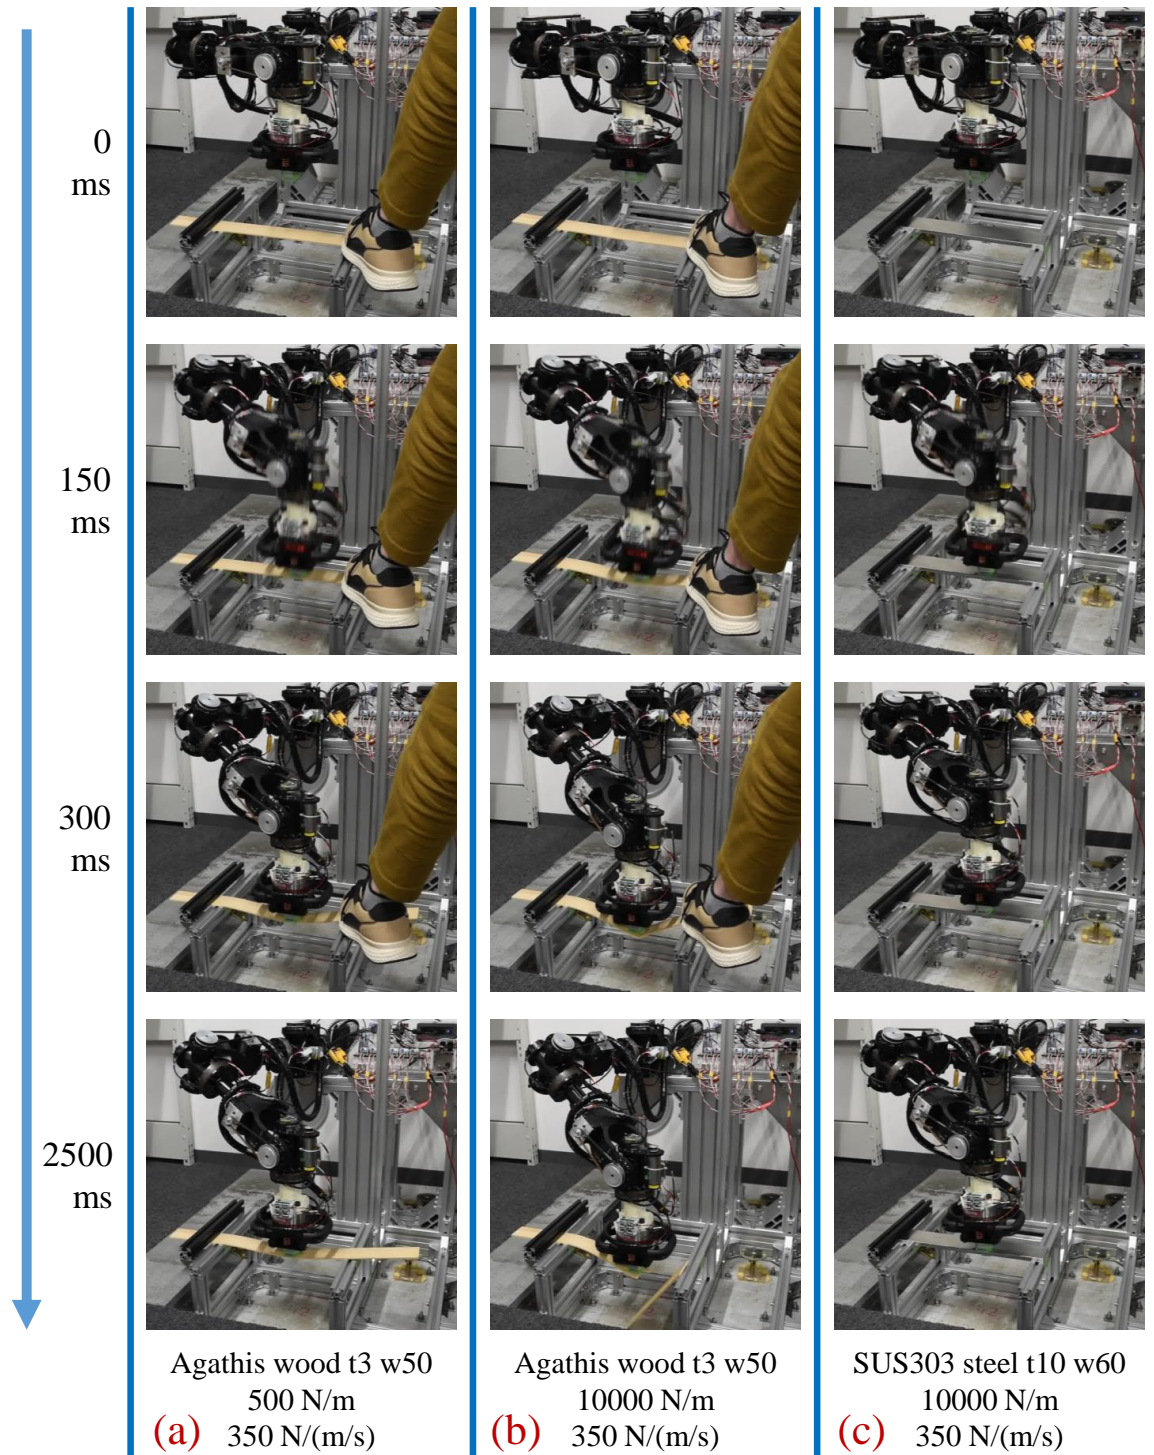 0
ms
150
ms
300
ms
2500
ms
Agathis wood t3 w50
500 N/m
(a) 350 N/(m/s)
Agathis wood t3 w50
10000 N/m
(b) 350 N/(m/s)
SUS303 steel t10 w60
10000 N/m
(c) 350 N/(m/s)